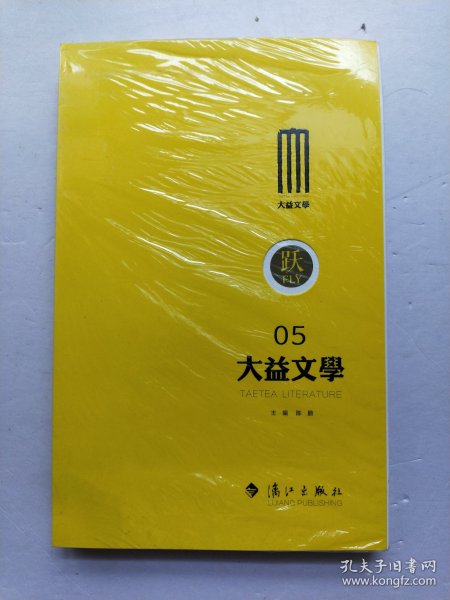 大益文學
跃
FLY
05
大益文學
TAETEA LITERATURE
主編 陈鹏
漓江出版社
LIJIANG PUBLISHING
孔夫子旧书网
www.kongfz.com